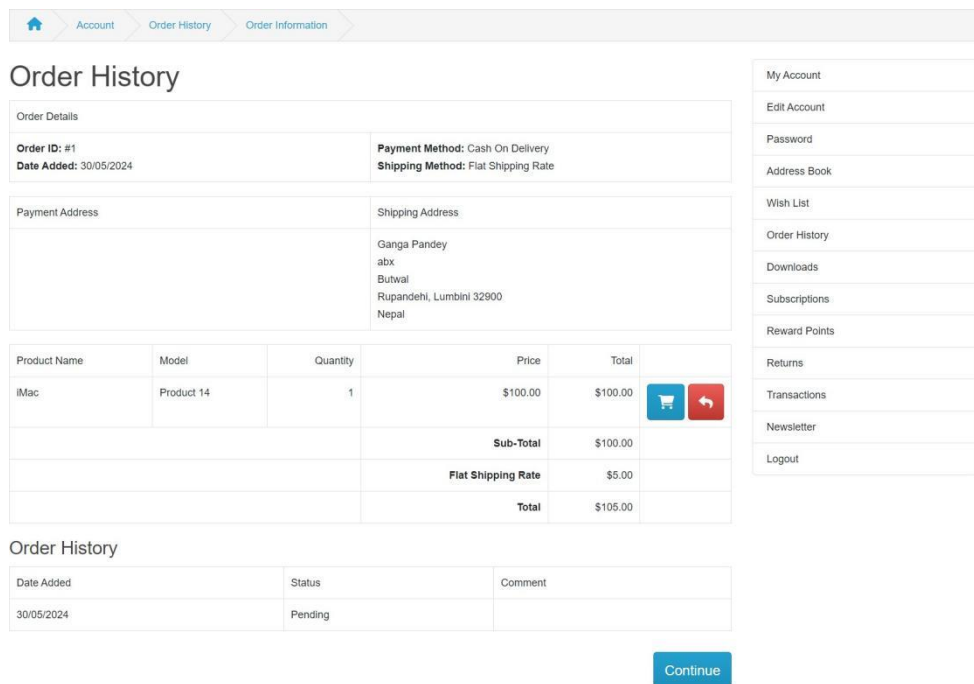 Account Order History Order Information
Order History
Order Details
Order ID: #1
Date Added: 30/05/2024
Payment Method: Cash On Delivery
Shipping Method: Flat Shipping Rate
Payment Address Shipping Address
Ganga Pandey
abx
Butwal
Rupandehi, Lumbini 32900
Nepal
Product Name Model Quantity Price Total
iMac Product 14 1 $100.00 $100.00
Sub-Total $100.00
Flat Shipping Rate $5.00
Total $105.00
Order History
Date Added Status Comment
30/05/2024 Pending
Continue
My Account
Edit Account
Password
Address Book
Wish List
Order History
Downloads
Subscriptions
Reward Points
Returns
Transactions
Newsletter
Logout